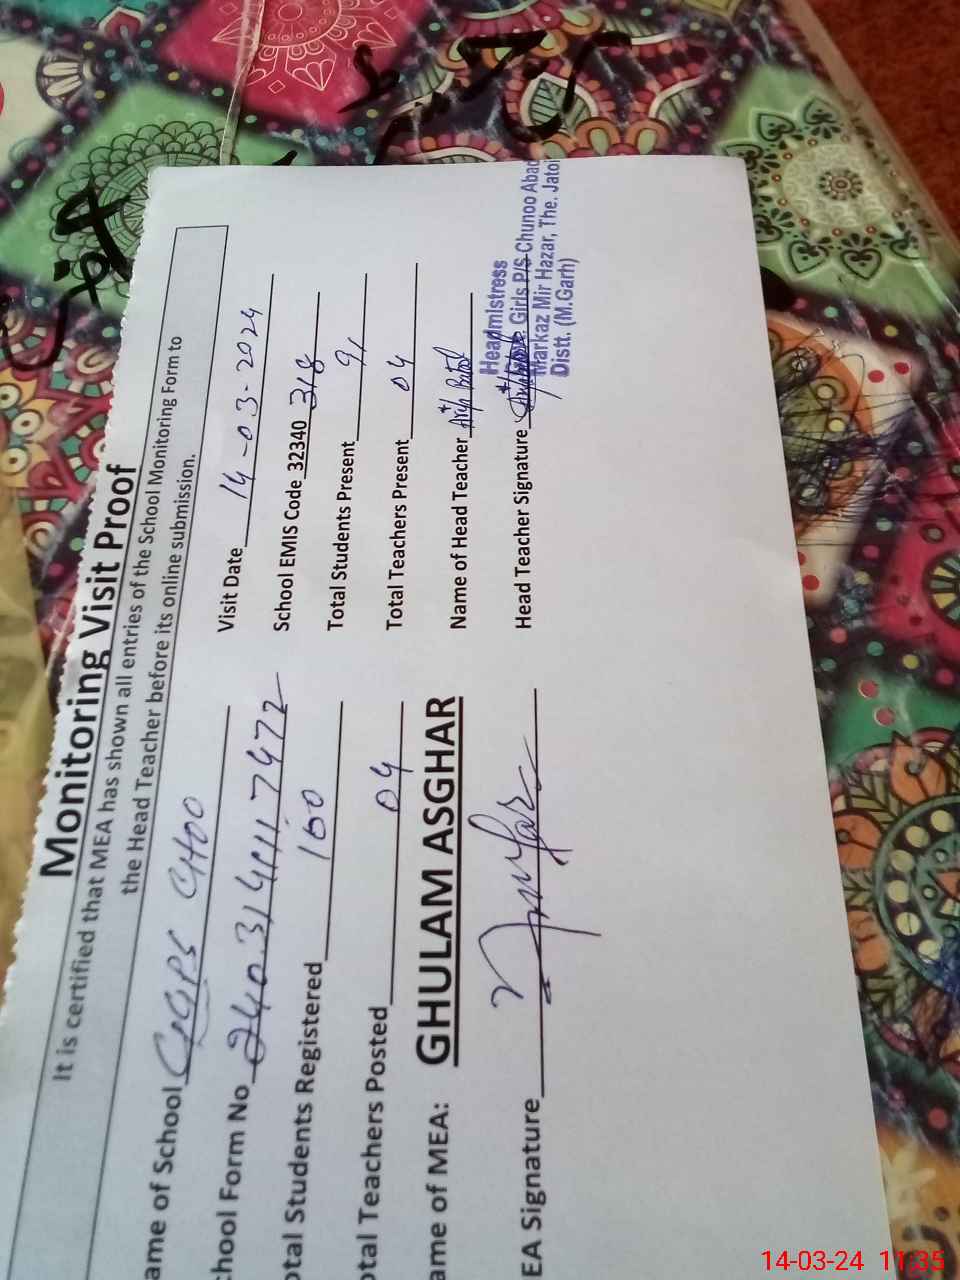 Monitoring Visit Proof
It is certified that MEA has shown all entries of the School Monitoring Form to
the Head Teacher before its online submission.
ame of School GGPS CHOO
Visit Date 14-03-2024
chool Form No 2403141117472
School EMIS Code 32340 318
otal Students Registered 160
Total Students Present 91
otal Teachers Posted 04
Total Teachers Present 04
ame of MEA: GHULAM ASGHAR
Name of Head Teacher
EA Signature
Head Teacher Signature
Headmistress
Girls P/S Chunoo Abad
Markaz Mir Hazar, The. Jatoi
Distt. (M.Garh)
14-03-24 11:35